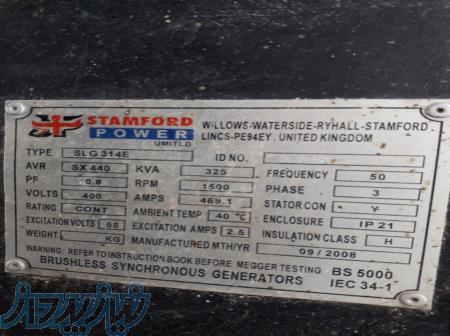 STAMFORD
POWER
UMITLD
WILLOWS-WATERSIDE-RYHALL-STAMFORD
LINCS-PE94EY . UNITED KINGDOM
TYPE SLG 314E ID NO.
AVR SX 440 KVA 325 FREQUENCY 50
PF 0.8 RPM 1500 PHASE 3
VOLTS 400 AMPS 469.1 STATOR CON Y
RATING CONT AMBIENT TEMP 40 °C ENCLOSURE IP 21
EXCITATION VOLTS 55 EXCITATION AMPS 2.5 INSULATION CLASS H
WEIGHT KG MANUFACTURED MTH/YR 09/2008
WARNING: REFER TO INSTRUCTION BOOK BEFORE MEGGER TESTING BS 5000
BRUSHLESS SYNCHRONOUS GENERATORS IEC 34-1